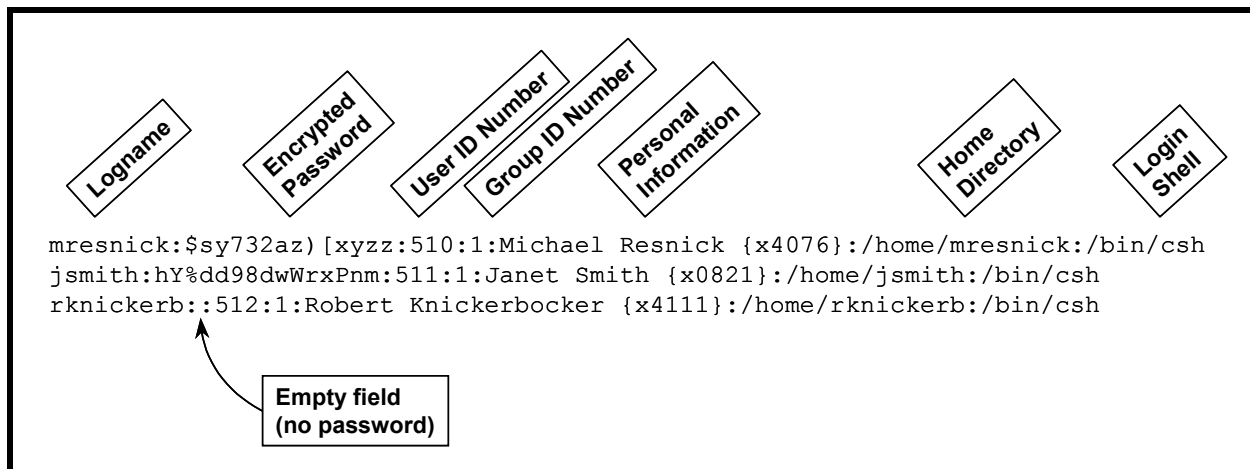 Logname
Encrypted
Password
User ID Number
Group ID Number
Personal
Information
Home
Directory
Login
Shell
mresnick:$sy732az)[xyzz:510:1:Michael Resnick {x4076}:/home/mresnick:/bin/csh
jsmith:hY%dd98dwWrxPnm:511:1:Janet Smith {x0821}:/home/jsmith:/bin/csh
rknickerb::512:1:Robert Knickerbocker {x4111}:/home/rknickerb:/bin/csh
Empty field
(no password)